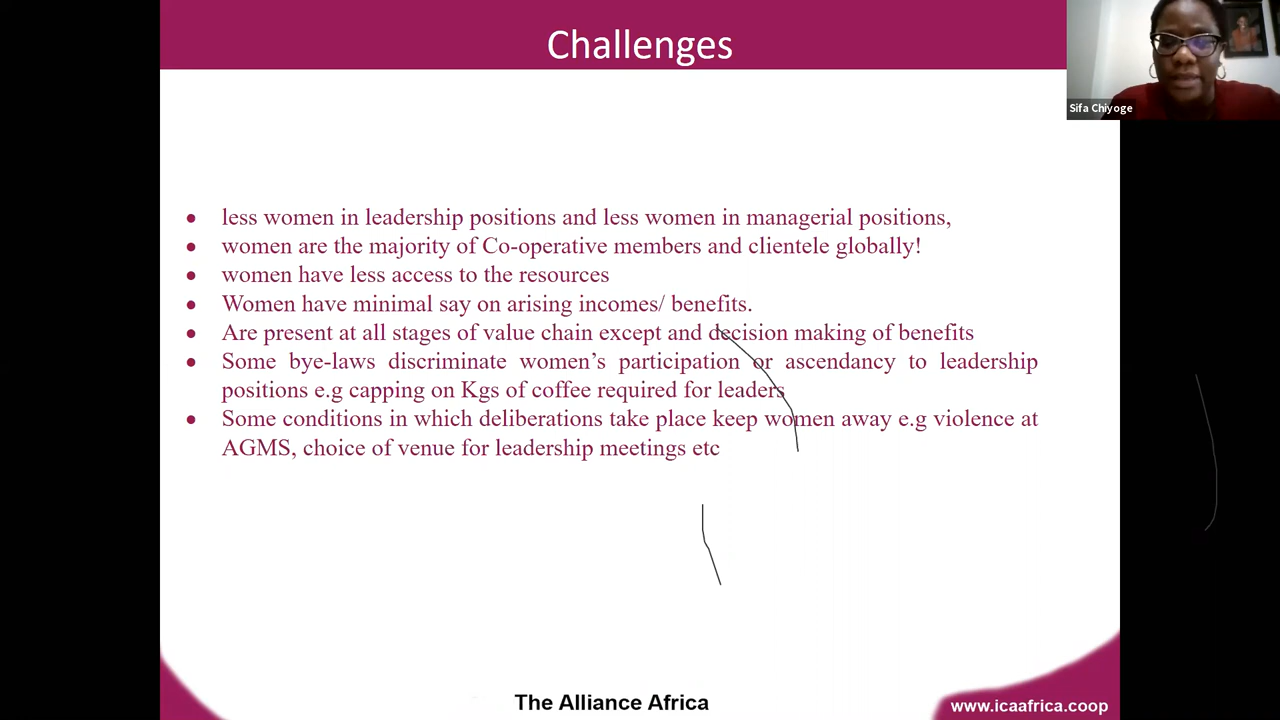 Challenges
Sifa Chiyoge
● less women in leadership positions and less women in managerial positions,
● women are the majority of Co-operative members and clientele globally!
● women have less access to the resources
● Women have minimal say on arising incomes/ benefits.
● Are present at all stages of value chain except and decision making of benefits
● Some bye-laws discriminate women’s participation or ascendancy to leadership
positions e.g capping on Kgs of coffee required for leaders
● Some conditions in which deliberations take place keep women away e.g violence at
AGMS, choice of venue for leadership meetings etc
The Alliance Africa
www.icaafrica.coop